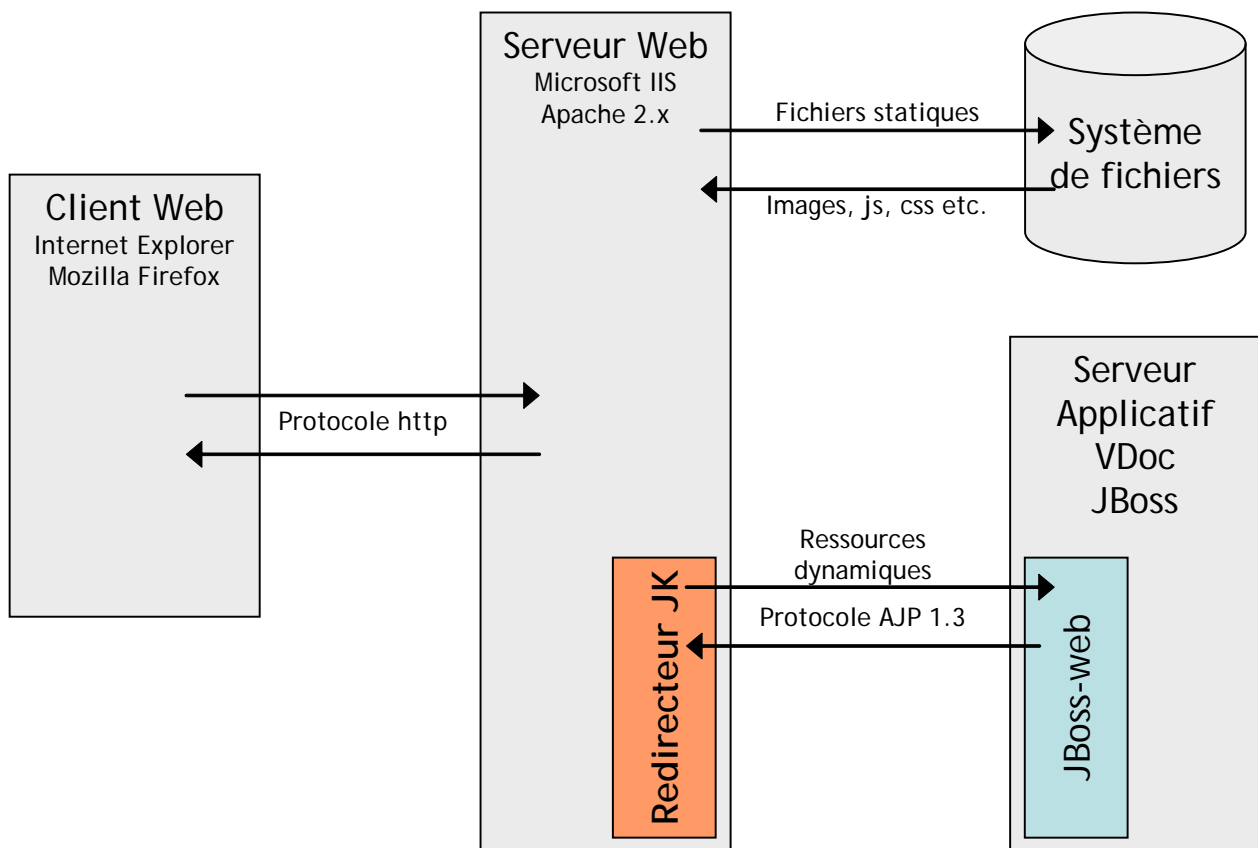 Client Web
Internet Explorer
Mozilla Firefox
Protocole http
Serveur Web
Microsoft IIS
Apache 2.x
Fichiers statiques
Images, js, css etc.
Système
de fichiers
Serveur
Applicatif
VDoc
JBoss
Ressources
dynamiques
Protocole AJP 1.3
Redirecteur JK
JBoss-web